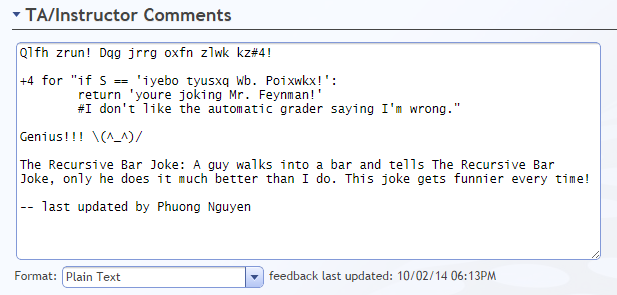 TA/Instructor Comments
Qlfh zrun! Dqg jrrg oxfn zlwk kz#4!
+4 for "if S == 'iyebo tyusxq Wb. Poixwkx!':
return 'youre joking Mr. Feynman!'
#I don't like the automatic grader saying I'm wrong."
Genius!!! \(^_^)/
The Recursive Bar Joke: A guy walks into a bar and tells The Recursive Bar
Joke, only he does it much better than I do. This joke gets funnier every time!
-- last updated by Phuong Nguyen
Format: Plain Text feedback last updated: 10/02/14 06:13PM